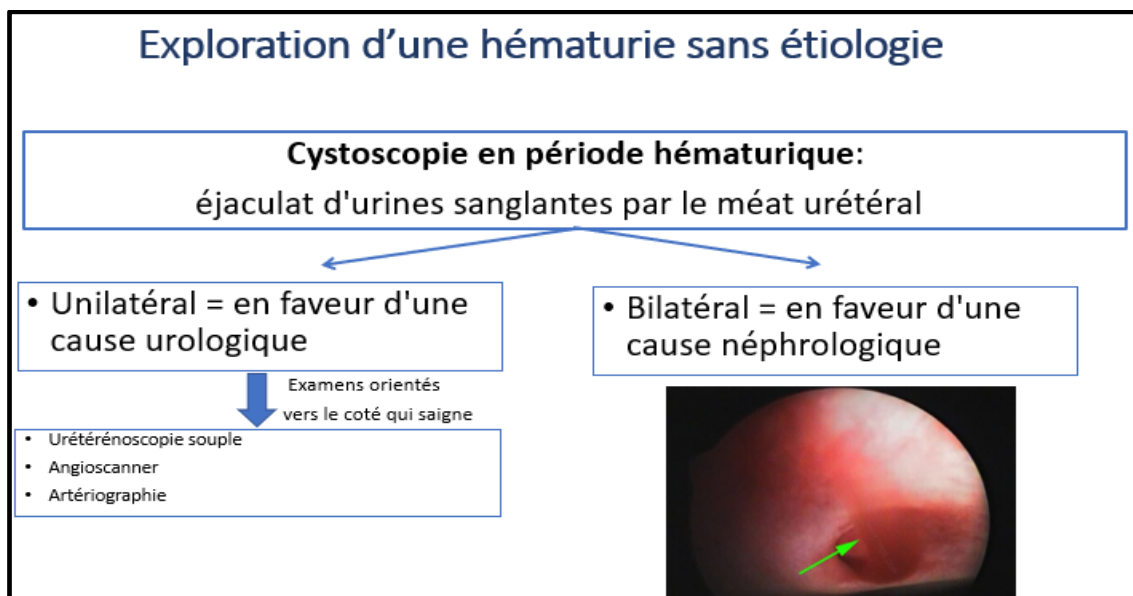 Exploration d’une hématurie sans étiologie
Cystoscopie en période hématurique:
éjaculat d'urines sanglantes par le méat urétéral
• Unilatéral = en faveur d'une
cause urologique
• Bilatéral = en faveur d'une
cause néphrologique
Examens orientés
vers le coté qui saigne
• Urétérénoscopie souple
• Angioscanner
• Artériographie